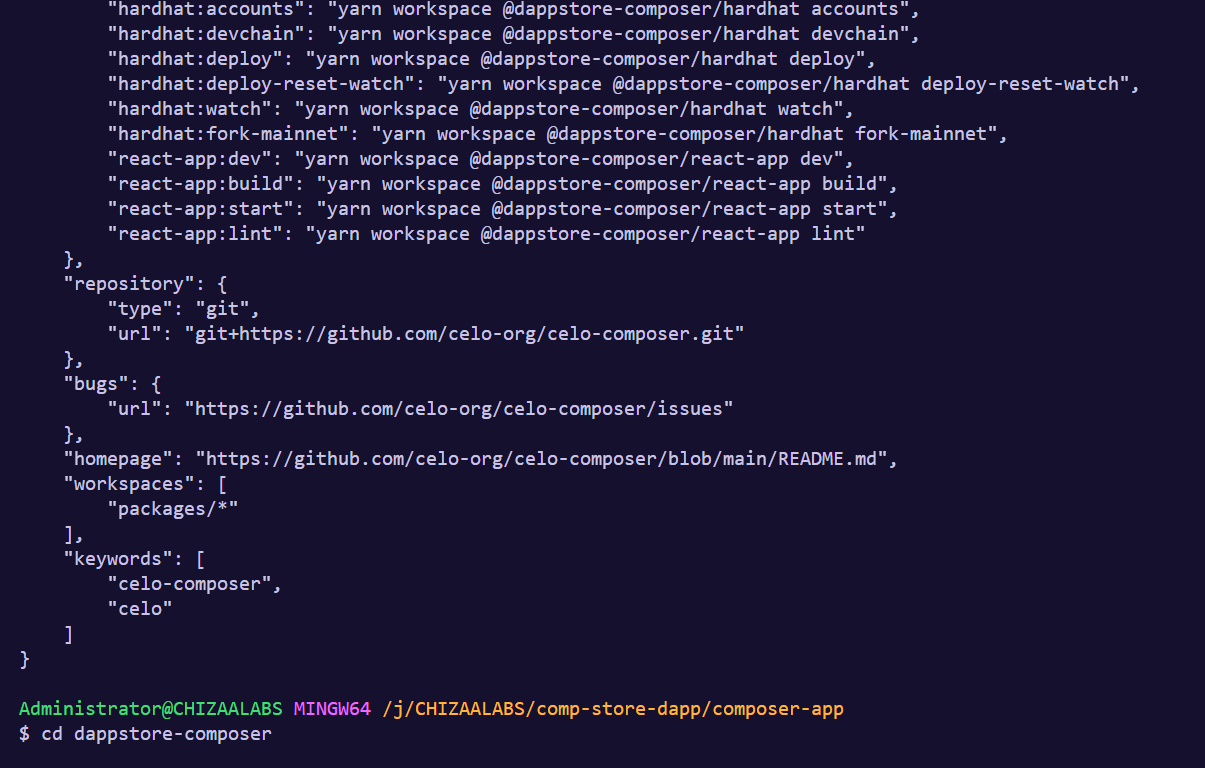 "hardhat:accounts": "yarn workspace @dappstore-composer/hardhat accounts",
"hardhat:devchain": "yarn workspace @dappstore-composer/hardhat devchain",
"hardhat:deploy": "yarn workspace @dappstore-composer/hardhat deploy",
"hardhat:deploy-reset-watch": "yarn workspace @dappstore-composer/hardhat deploy-reset-watch",
"hardhat:watch": "yarn workspace @dappstore-composer/hardhat watch",
"hardhat:fork-mainnet": "yarn workspace @dappstore-composer/hardhat fork-mainnet",
"react-app:dev": "yarn workspace @dappstore-composer/react-app dev",
"react-app:build": "yarn workspace @dappstore-composer/react-app build",
"react-app:start": "yarn workspace @dappstore-composer/react-app start",
"react-app:lint": "yarn workspace @dappstore-composer/react-app lint"
},
"repository": {
"type": "git",
"url": "git+https://github.com/celo-org/celo-composer.git"
},
"bugs": {
"url": "https://github.com/celo-org/celo-composer/issues"
},
"homepage": "https://github.com/celo-org/celo-composer/blob/main/README.md",
"workspaces": [
"packages/*"
],
"keywords": [
"celo-composer",
"celo"
]
}
Administrator@CHIZAALABS MINGW64 /j/CHIZAALABS/comp-store-dapp/composer-app
$ cd dappstore-composer